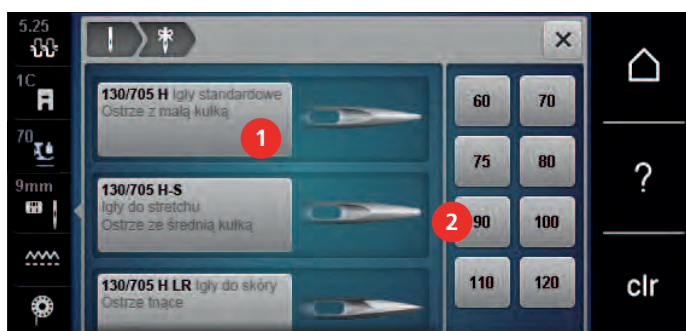 5.25
1C
70
9mm
130/705 H Igły standardowe
Ostrze z małą kulką
1
130/705 H-S
Igły do stretchu
Ostrze ze średnią kulką
2
130/705 H LR Igły do skóry
Ostrze tnące
60 70
75 80
90 100
110 120
?
clr